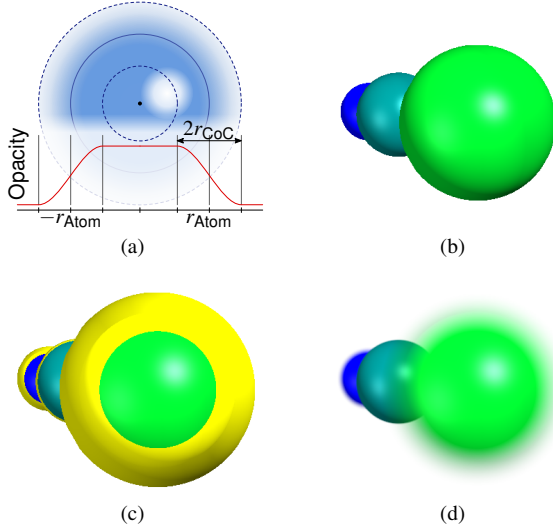 2rCoC
Opacity
−rAtom
rAtom
(a)
(b)
(c)
(d)